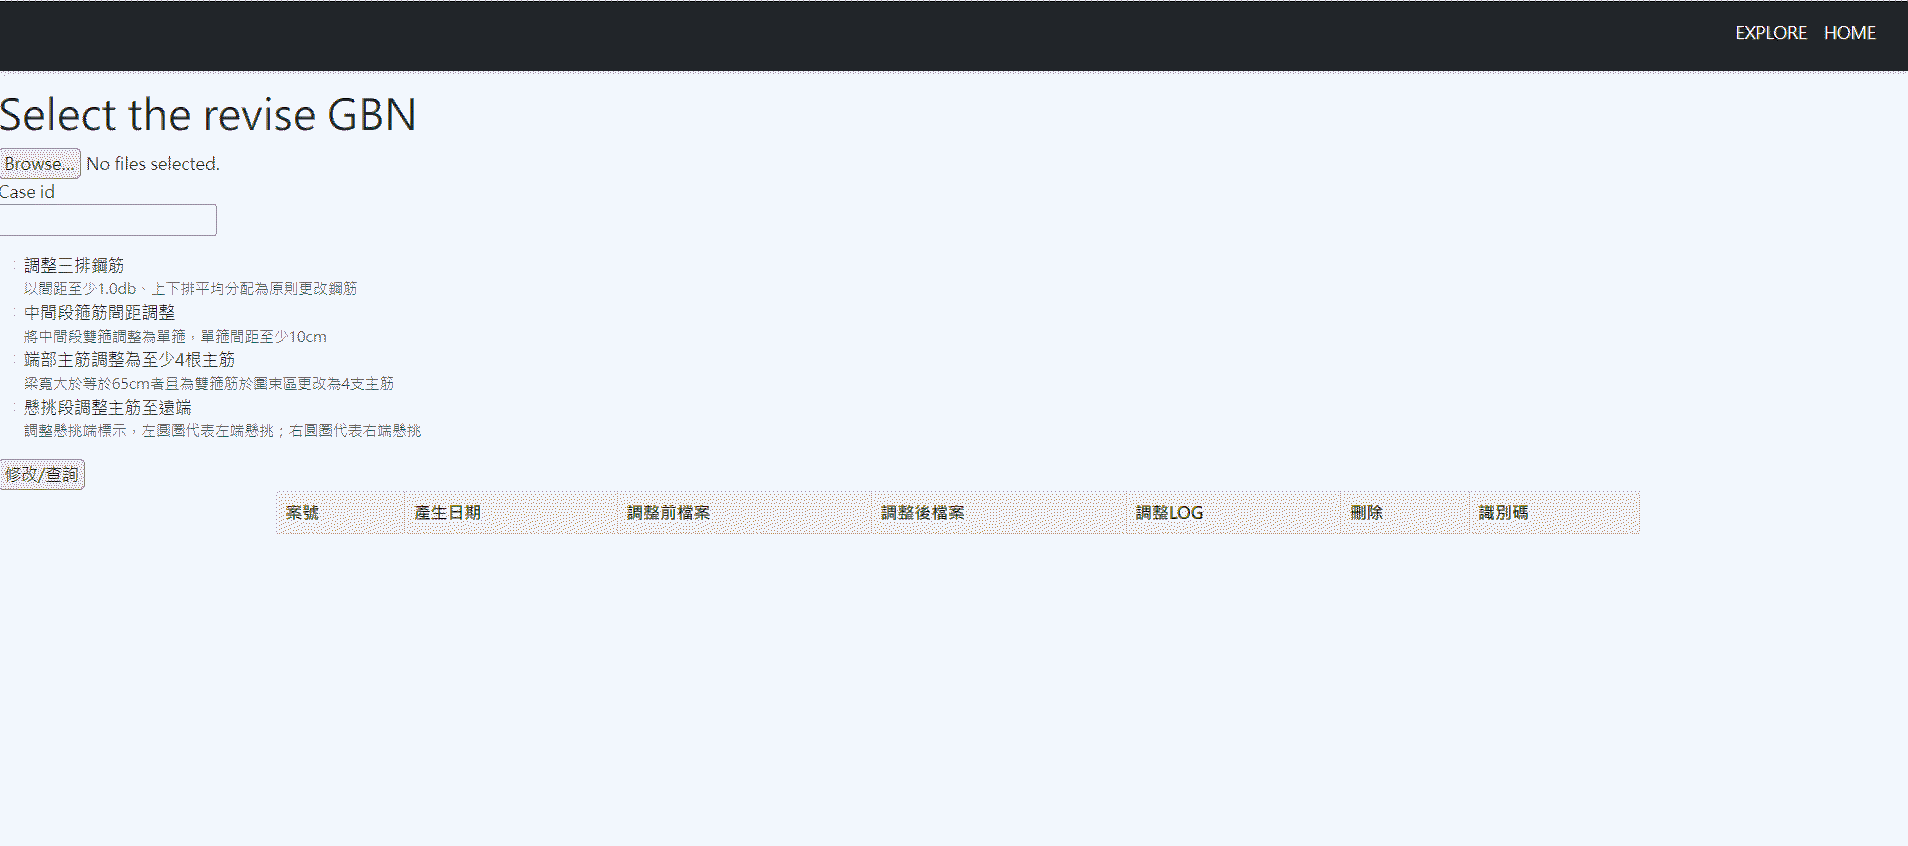 EXPLORE HOME
Select the revise GBN
Browse... No files selected.
Case id
調整三排鋼筋
以間距至少1.0db、上下排平均分配為原則更改鋼筋
中間段箍筋間距調整
將中間段雙箍調整為單箍，單箍間距至少10cm
端部主筋調整為至少4根主筋
梁寬大於等於65cm者且為雙箍筋於圍束區更改為4支主筋
懸挑段調整主筋至遠端
調整懸挑端標示，左圓圈代表左端懸挑；右圓圈代表右端懸挑
修改/查詢
案號 產生日期 調整前檔案 調整後檔案 調整LOG 刪除 識別碼